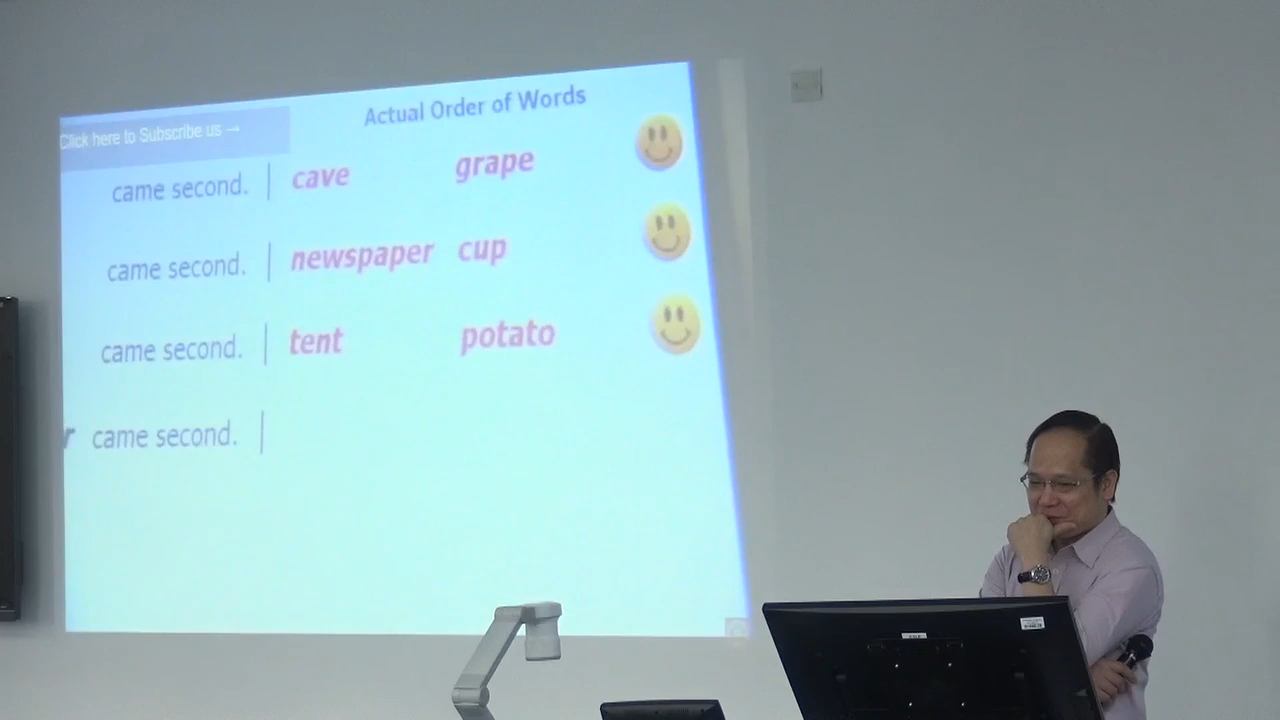 Click here to Subscribe us →
Actual Order of Words
came second. | cave grape
came second. | newspaper cup
came second. | tent potato
r came second. |